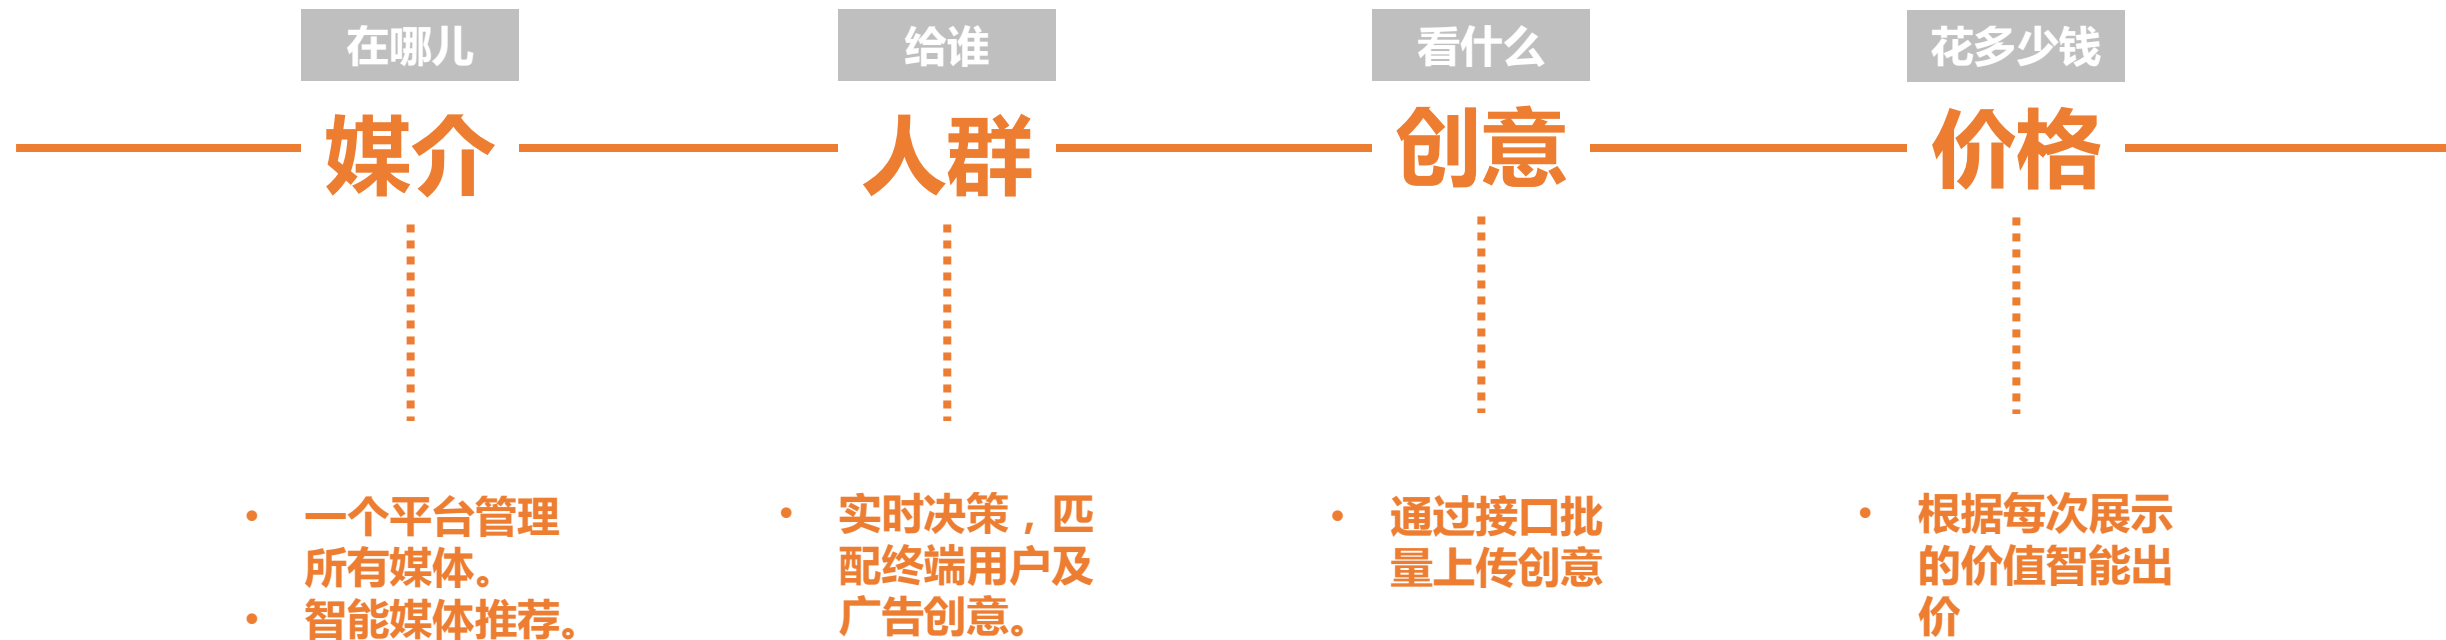 在哪儿
媒介
一个平台管理
所有媒体。
智能媒体推荐。
给谁
人群
实时决策，匹
配终端用户及
广告创意。
看什么
创意
通过接口批
量上传创意
花多少钱
价格
根据每次展示
的价值智能出
价